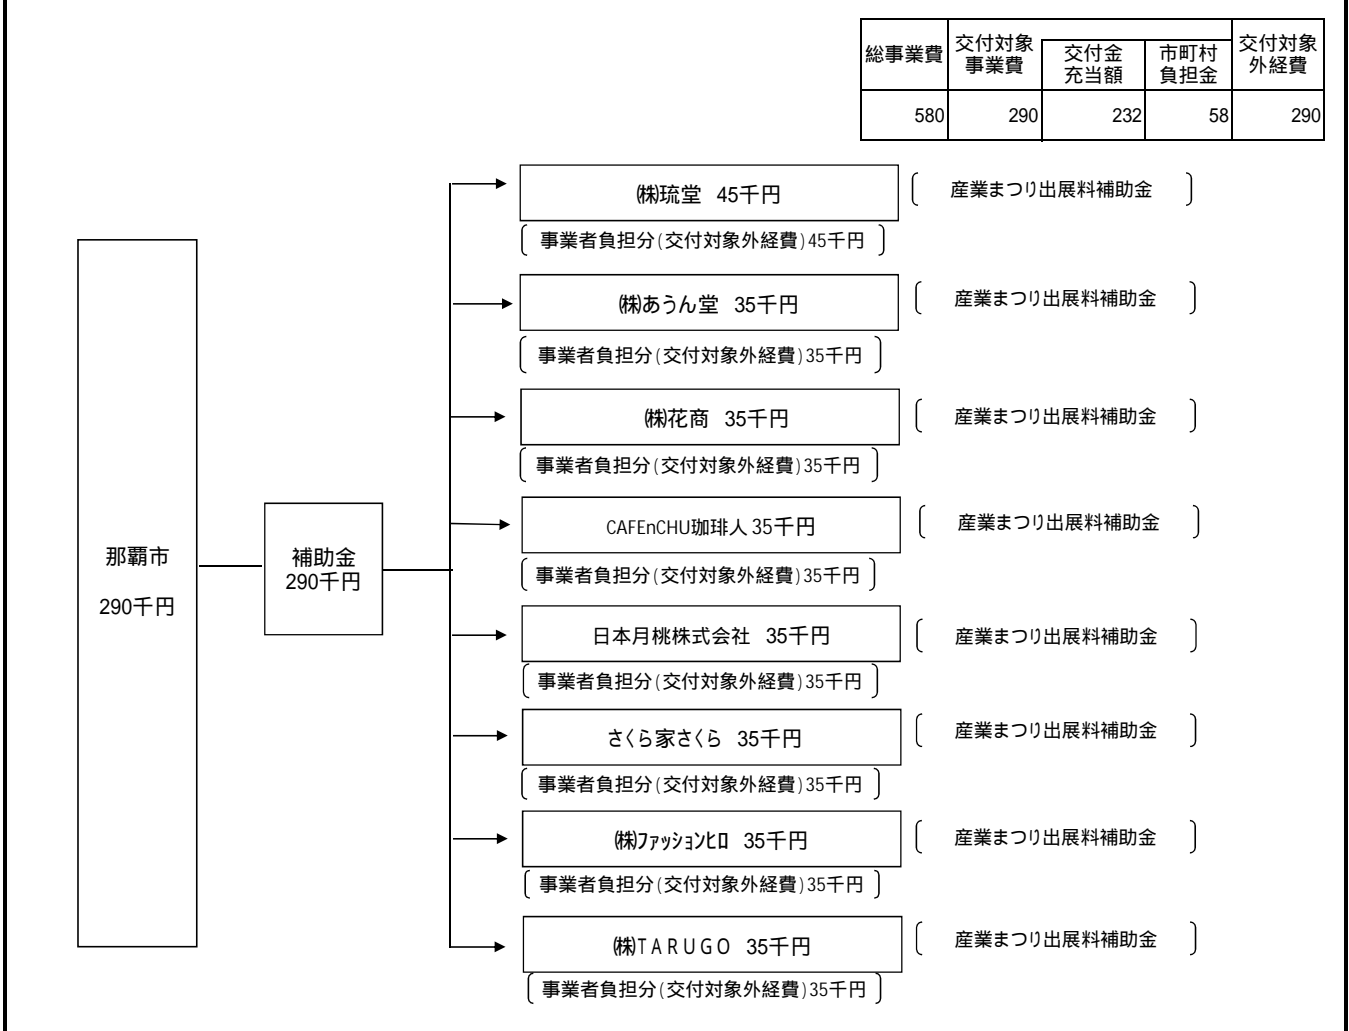 総事業費 交付対象事業費 交付金充当額 市町村負担金 交付対象外経費
580 290 232 58 290
㈱琉堂 45千円 産業まつり出展料補助金
事業者負担分(交付対象外経費)45千円
㈱あうん堂 35千円 産業まつり出展料補助金
事業者負担分(交付対象外経費)35千円
㈱花商 35千円 産業まつり出展料補助金
事業者負担分(交付対象外経費)35千円
CAFEnCHU珈琲人 35千円 産業まつり出展料補助金
事業者負担分(交付対象外経費)35千円
那覇市
290千円
補助金
290千円
日本月桃株式会社 35千円 産業まつり出展料補助金
事業者負担分(交付対象外経費)35千円
さくら家さくら 35千円 産業まつり出展料補助金
事業者負担分(交付対象外経費)35千円
㈱ファッションヒロ 35千円 産業まつり出展料補助金
事業者負担分(交付対象外経費)35千円
㈱TARUGO 35千円 産業まつり出展料補助金
事業者負担分(交付対象外経費)35千円